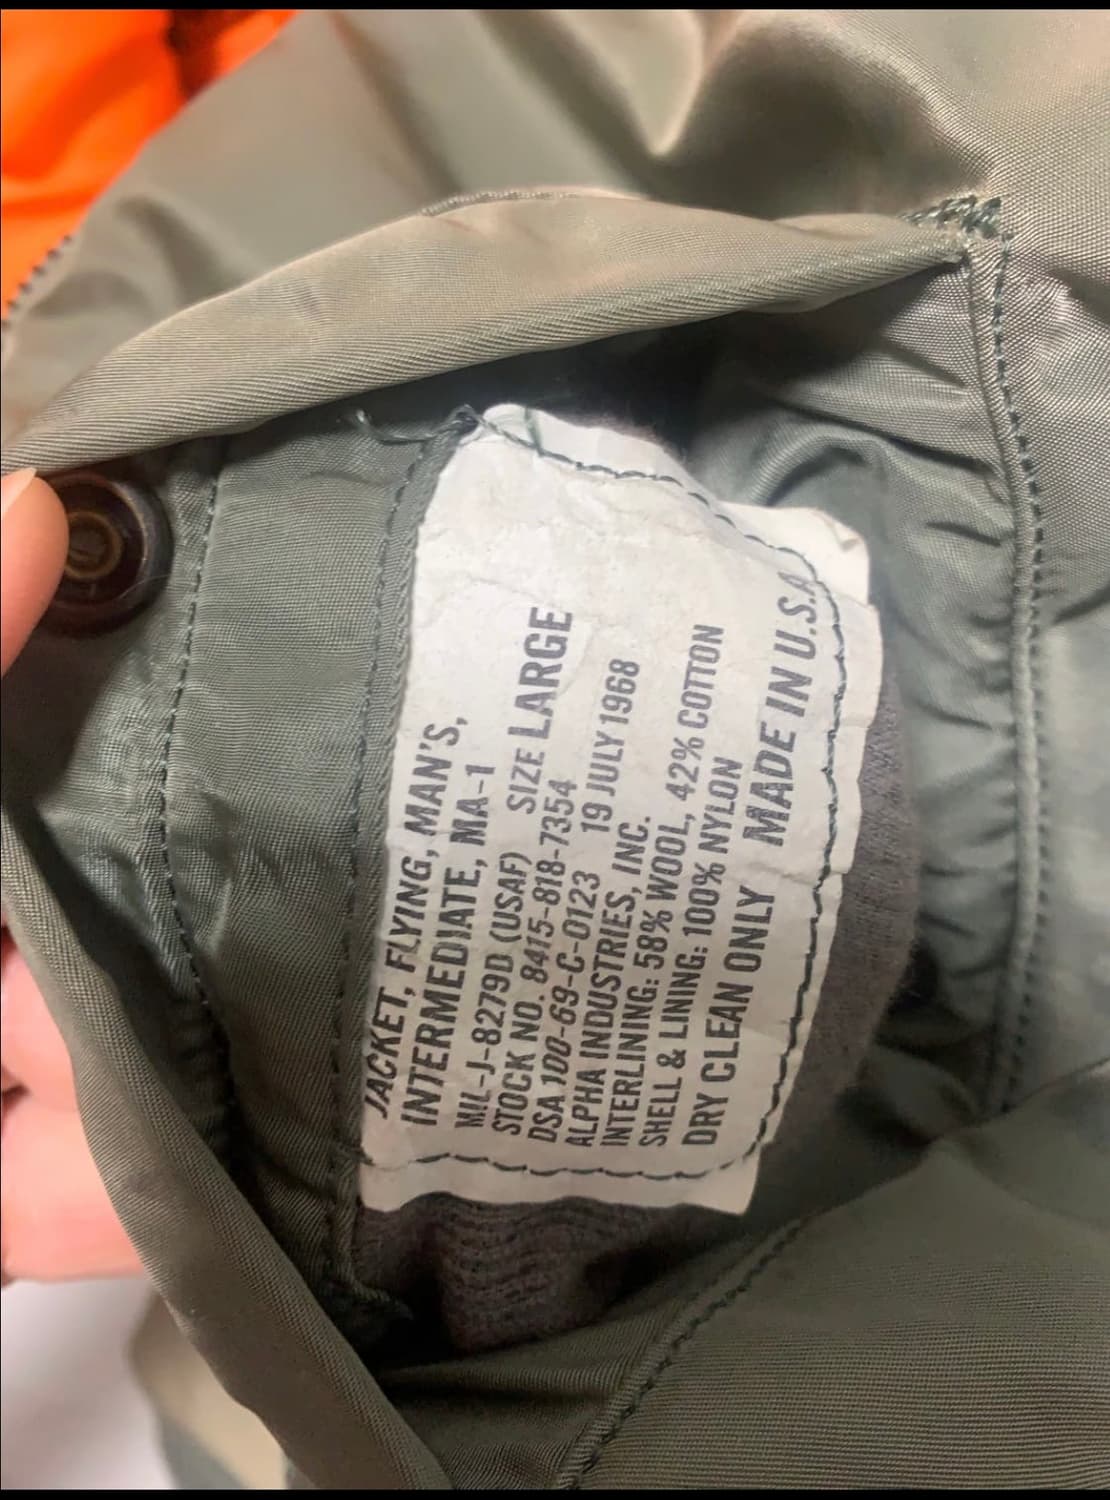 JACKET, FLYING, MAN'S,
INTERMEDIATE, MA-1
MIL-J-8279D (USAF) SIZE LARGE
STOCK NO. 8415-818-7354
DSA 100-69-C-0123 19 JULY 1968
ALPHA INDUSTRIES, INC.
INTERLINING: 58% WOOL, 42% COTTON
SHELL & LINING: 100% NYLON
DRY CLEAN ONLY MADE IN U.S.A